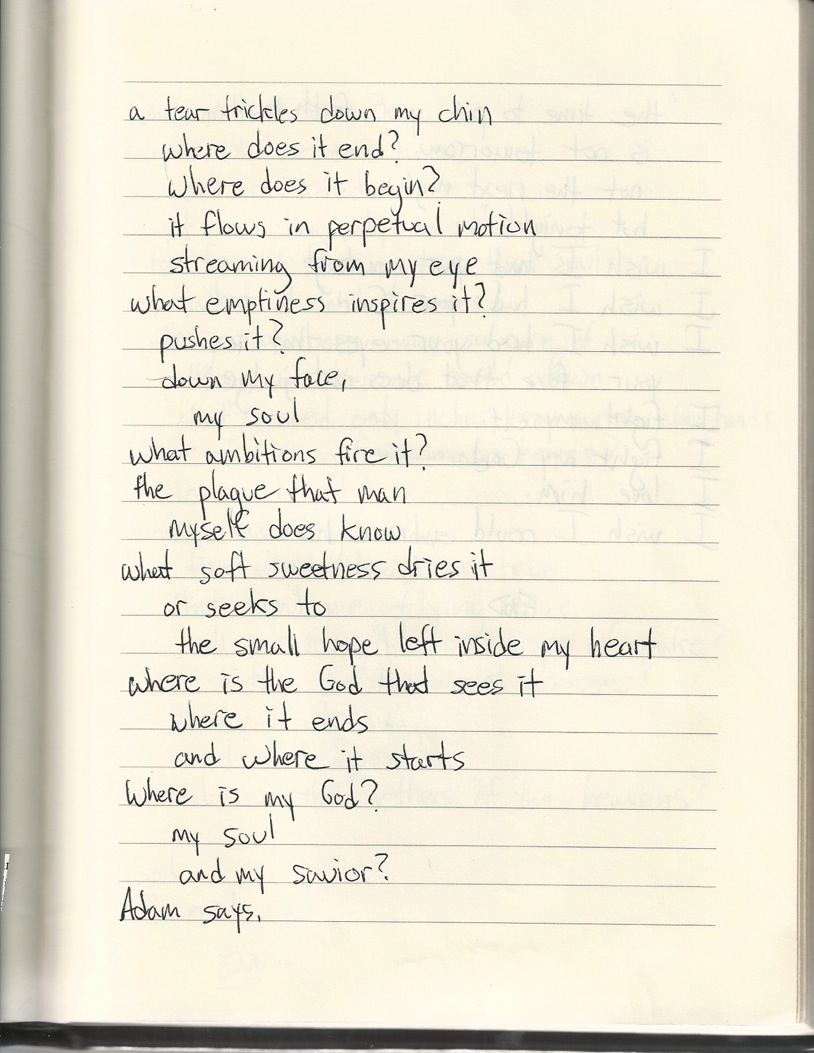 a tear trickles down my chin
where does it end?
where does it begin?
it flows in perpetual motion
streaming from my eye
what emptiness inspires it?
pushes it?
down my face,
my soul
what ambitions fire it?
the plague that man
myself does know
what soft sweetness dries it
or seeks to
the small hope left inside my heart
where is the God that sees it
where it ends
and where it starts
Where is my God?
my soul
and my savior?
Adam says,